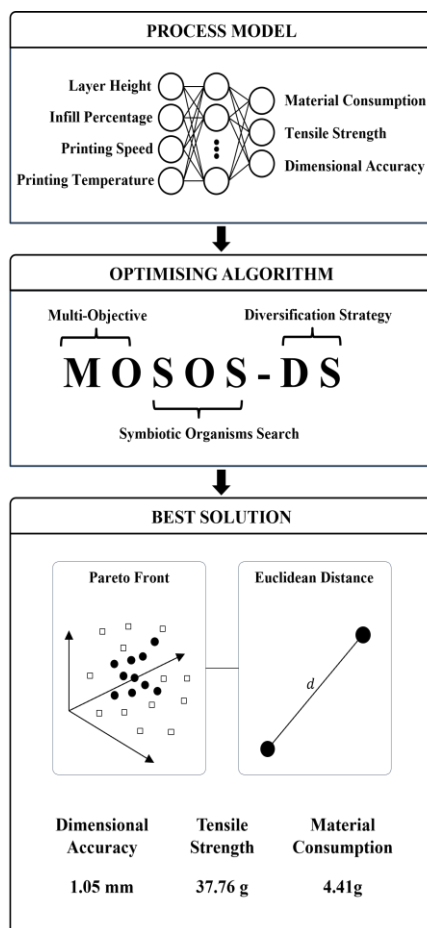 PROCESS MODEL
Layer Height
Infill Percentage
Printing Speed
Printing Temperature
Material Consumption
Tensile Strength
Dimensional Accuracy
OPTIMISING ALGORITHM
Multi-Objective
Diversification Strategy
M O S O S - D S
Symbiotic Organisms Search
BEST SOLUTION
Pareto Front
Euclidean Distance
d
Dimensional Accuracy
Tensile Strength
Material Consumption
1.05 mm
37.76 g
4.41g